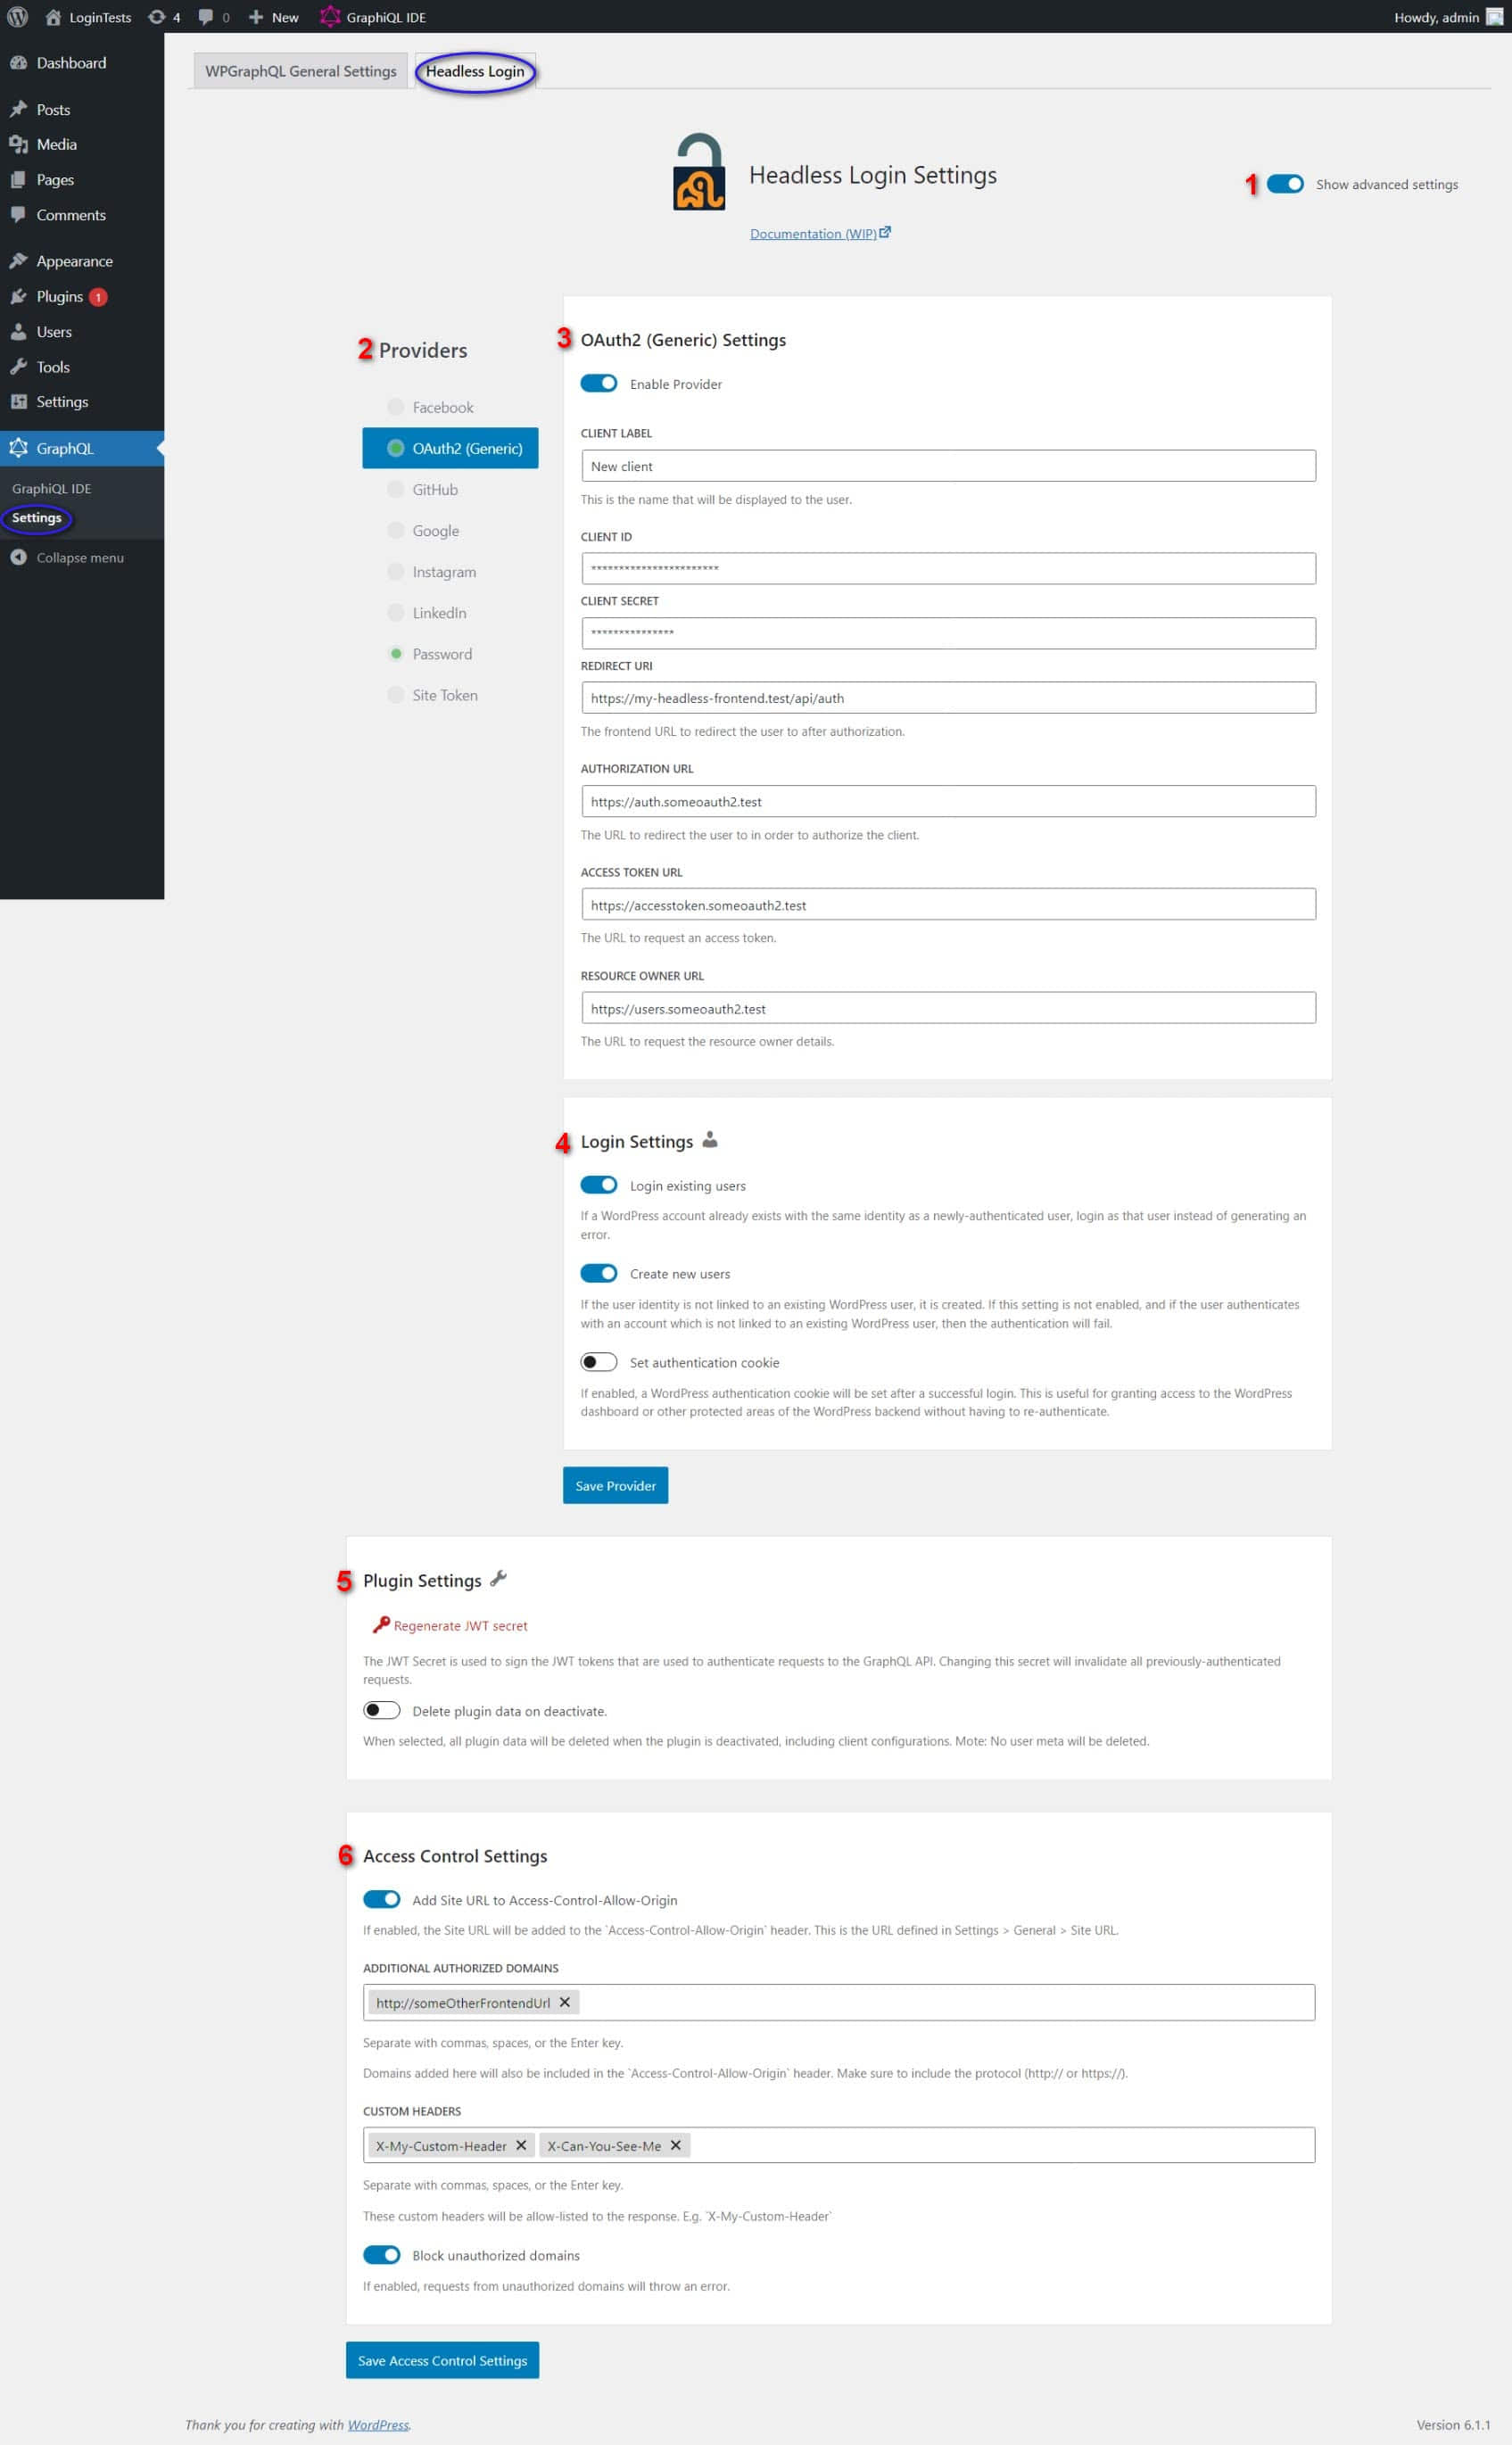 LoginTests 4 0 New GraphiQL IDE Howdy, admin
Dashboard
Posts
Media
Pages
Comments
Appearance
Plugins 1
Users
Tools
Settings
GraphQL
GraphiQL IDE
Settings
Collapse menu
WPGraphQL General Settings Headless Login
Headless Login Settings
Documentation (WIP)
1 Show advanced settings
2 Providers
Facebook
OAuth2 (Generic)
GitHub
Google
Instagram
LinkedIn
Password
Site Token
3 OAuth2 (Generic) Settings
Enable Provider
CLIENT LABEL
New client
This is the name that will be displayed to the user.
CLIENT ID
***********************
CLIENT SECRET
***************
REDIRECT URI
https://my-headless-frontend.test/api/auth
The frontend URL to redirect the user to after authorization.
AUTHORIZATION URL
https://auth.someoauth2.test
The URL to redirect the user to in order to authorize the client.
ACCESS TOKEN URL
https://accesstoken.someoauth2.test
The URL to request an access token.
RESOURCE OWNER URL
https://users.someoauth2.test
The URL to request the resource owner details.
4 Login Settings
Login existing users
If a WordPress account already exists with the same identity as a newly-authenticated user, login as that user instead of generating an
error.
Create new users
If the user identity is not linked to an existing WordPress user, it is created. If this setting is not enabled, and if the user authenticates
with an account which is not linked to an existing WordPress user, then the authentication will fail.
Set authentication cookie
If enabled, a WordPress authentication cookie will be set after a successful login. This is useful for granting access to the WordPress
dashboard or other protected areas of the WordPress backend without having to re-authenticate.
Save Provider
5 Plugin Settings
Regenerate JWT secret
The JWT Secret is used to sign the JWT tokens that are used to authenticate requests to the GraphQL API. Changing this secret will invalidate all previously-authenticated
requests.
Delete plugin data on deactivate.
When selected, all plugin data will be deleted when the plugin is deactivated, including client configurations. Mote: No user meta will be deleted.
6 Access Control Settings
Add Site URL to Access-Control-Allow-Origin
If enabled, the Site URL will be added to the `Access-Control-Allow-Origin` header. This is the URL defined in Settings > General > Site URL.
ADDITIONAL AUTHORIZED DOMAINS
http://someOtherFrontendUrl
Separate with commas, spaces, or the Enter key.
Domains added here will also be included in the `Access-Control-Allow-Origin` header. Make sure to include the protocol (http:// or https://).
CUSTOM HEADERS
X-My-Custom-Header X-Can-You-See-Me
Separate with commas, spaces, or the Enter key.
These custom headers will be allow-listed to the response. E.g. `X-My-Custom-Header`
Block unauthorized domains
If enabled, requests from unauthorized domains will throw an error.
Save Access Control Settings
Thank you for creating with WordPress. Version 6.1.1